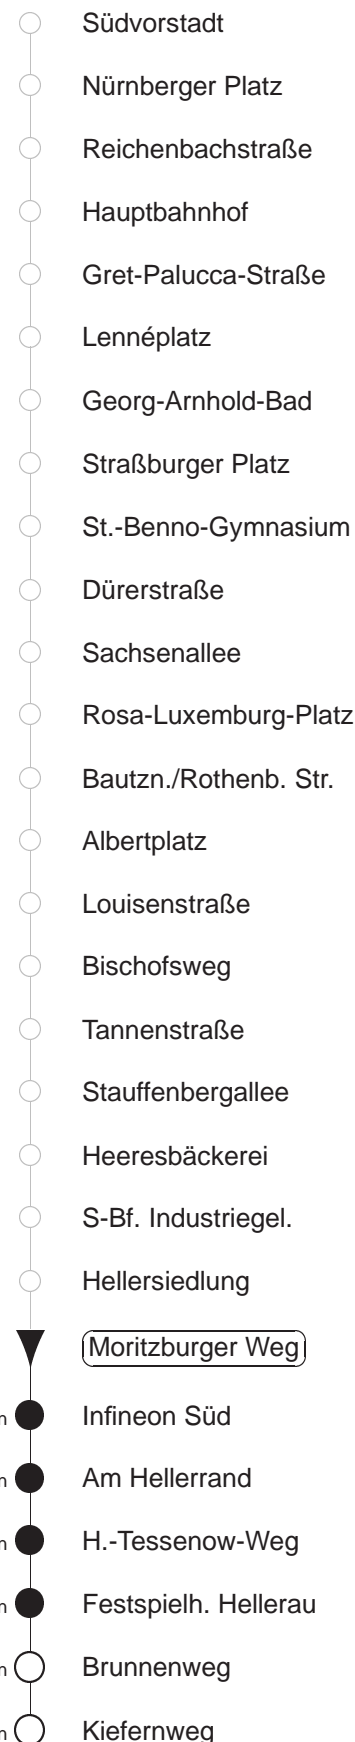 Südvorstadt
Nürnberger Platz
Reichenbachstraße
Hauptbahnhof
Gret-Palucca-Straße
Lennéplatz
Georg-Arnhold-Bad
Straßburger Platz
St.-Benno-Gymnasium
Dürerstraße
Sachsenallee
Rosa-Luxemburg-Platz
Bautzn./Rothenb. Str.
Albertplatz
Louisenstraße
Bischofsweg
Tannenstraße
Stauffenbergallee
Heeresbäckerei
S-Bf. Industriegel.
Hellersiedlung
Moritzburger Weg
Infineon Süd
Am Hellerrand
H.-Tessenow-Weg
Festspielh. Hellerau
Brunnenweg
Kiefernweg